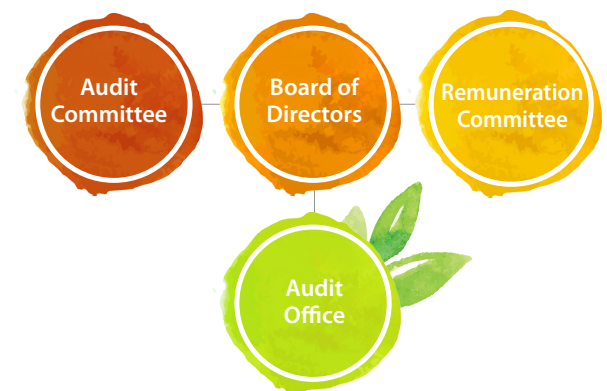 Audit
Committee
Board of
Directors
Remuneration
Committee
Audit
Office